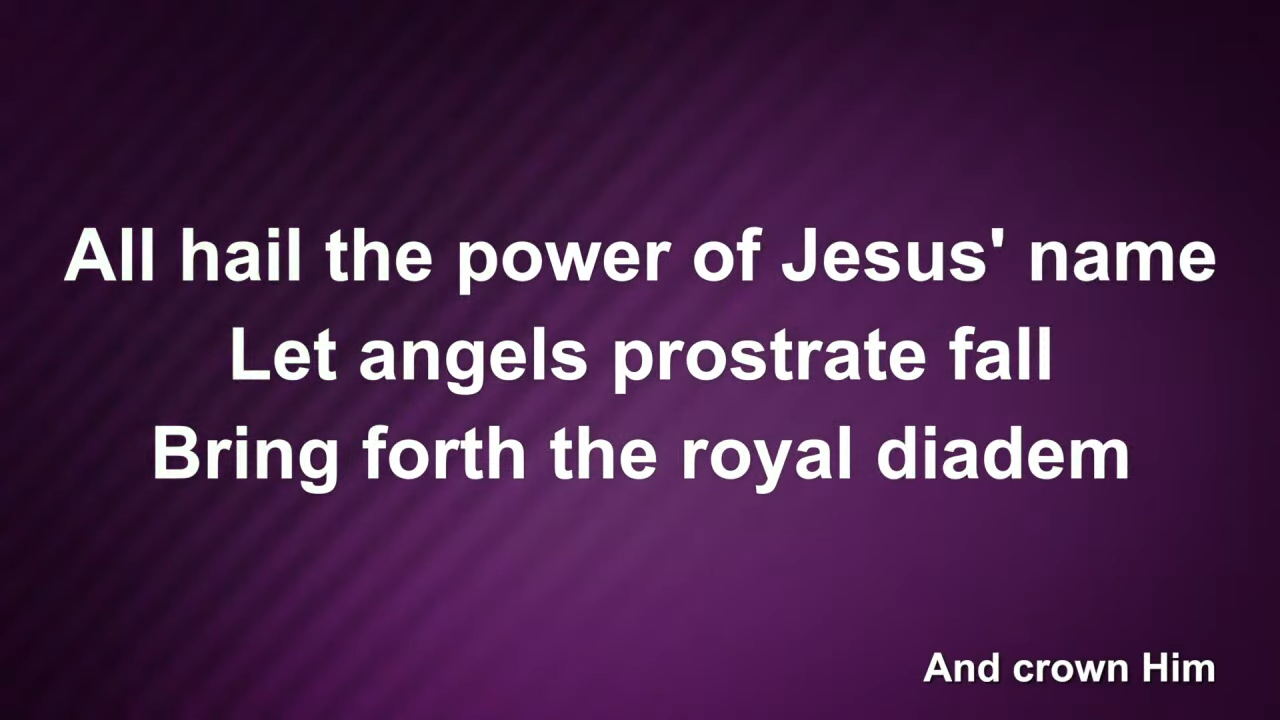 All hail the power of Jesus' name
Let angels prostrate fall
Bring forth the royal diadem
And crown Him